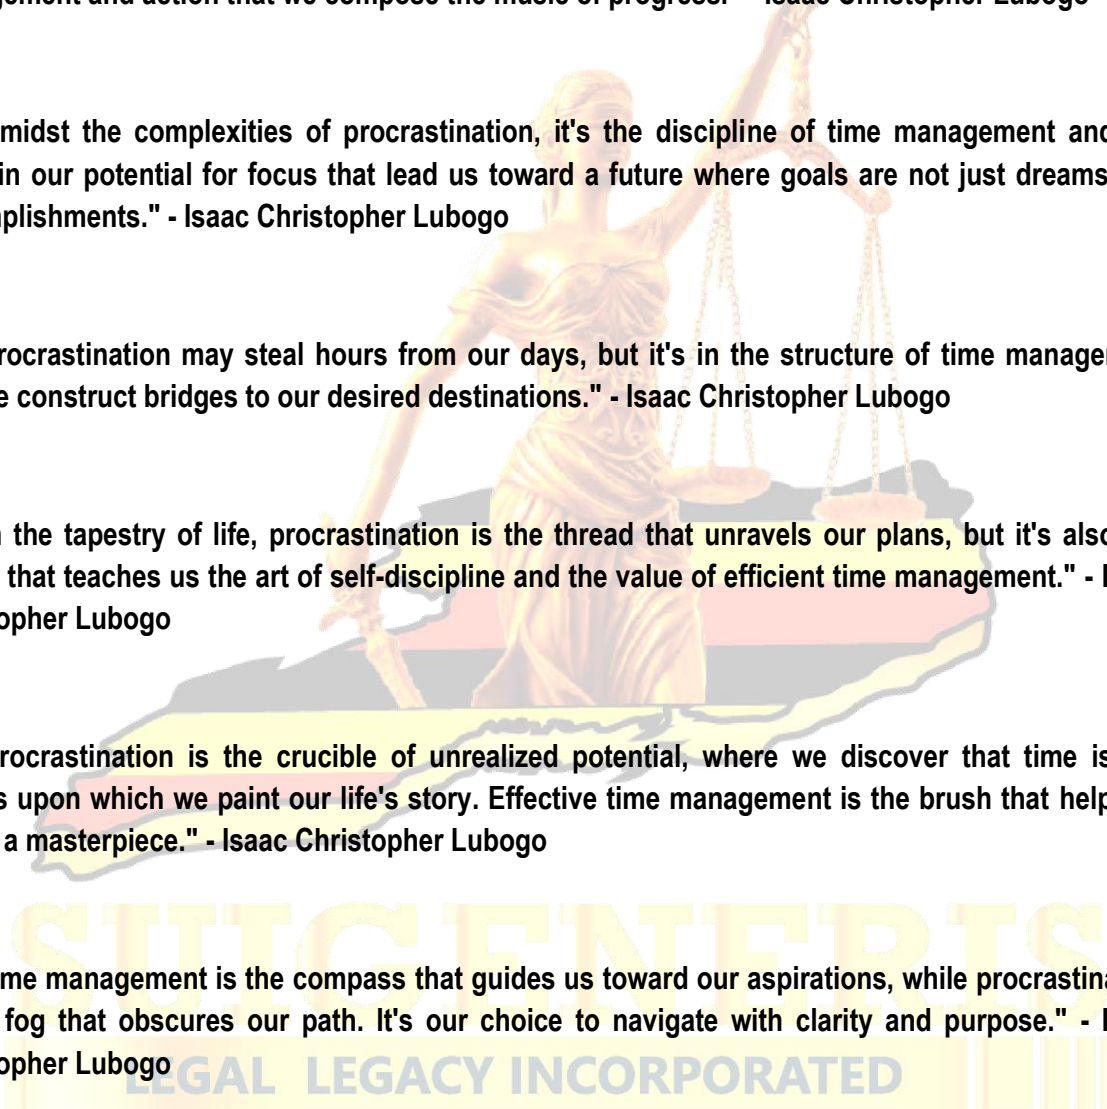 gement and action that we compose the music of progress." - Isaac Christopher Lubogo
midst the complexities of procrastination, it's the discipline of time management and
in our potential for focus that lead us toward a future where goals are not just dreams
plishments." - Isaac Christopher Lubogo
rocrastination may steal hours from our days, but it's in the structure of time manage
e construct bridges to our desired destinations." - Isaac Christopher Lubogo
the tapestry of life, procrastination is the thread that unravels our plans, but it's also
that teaches us the art of self-discipline and the value of efficient time management." - I
opher Lubogo
rocrastination is the crucible of unrealized potential, where we discover that time is
s upon which we paint our life's story. Effective time management is the brush that help
a masterpiece." - Isaac Christopher Lubogo
SUIGENERIS
me management is the compass that guides us toward our aspirations, while procrastina
fog that obscures our path. It's our choice to navigate with clarity and purpose." - I
opher Lubogo
LEGAL LEGACY INCORPORATED